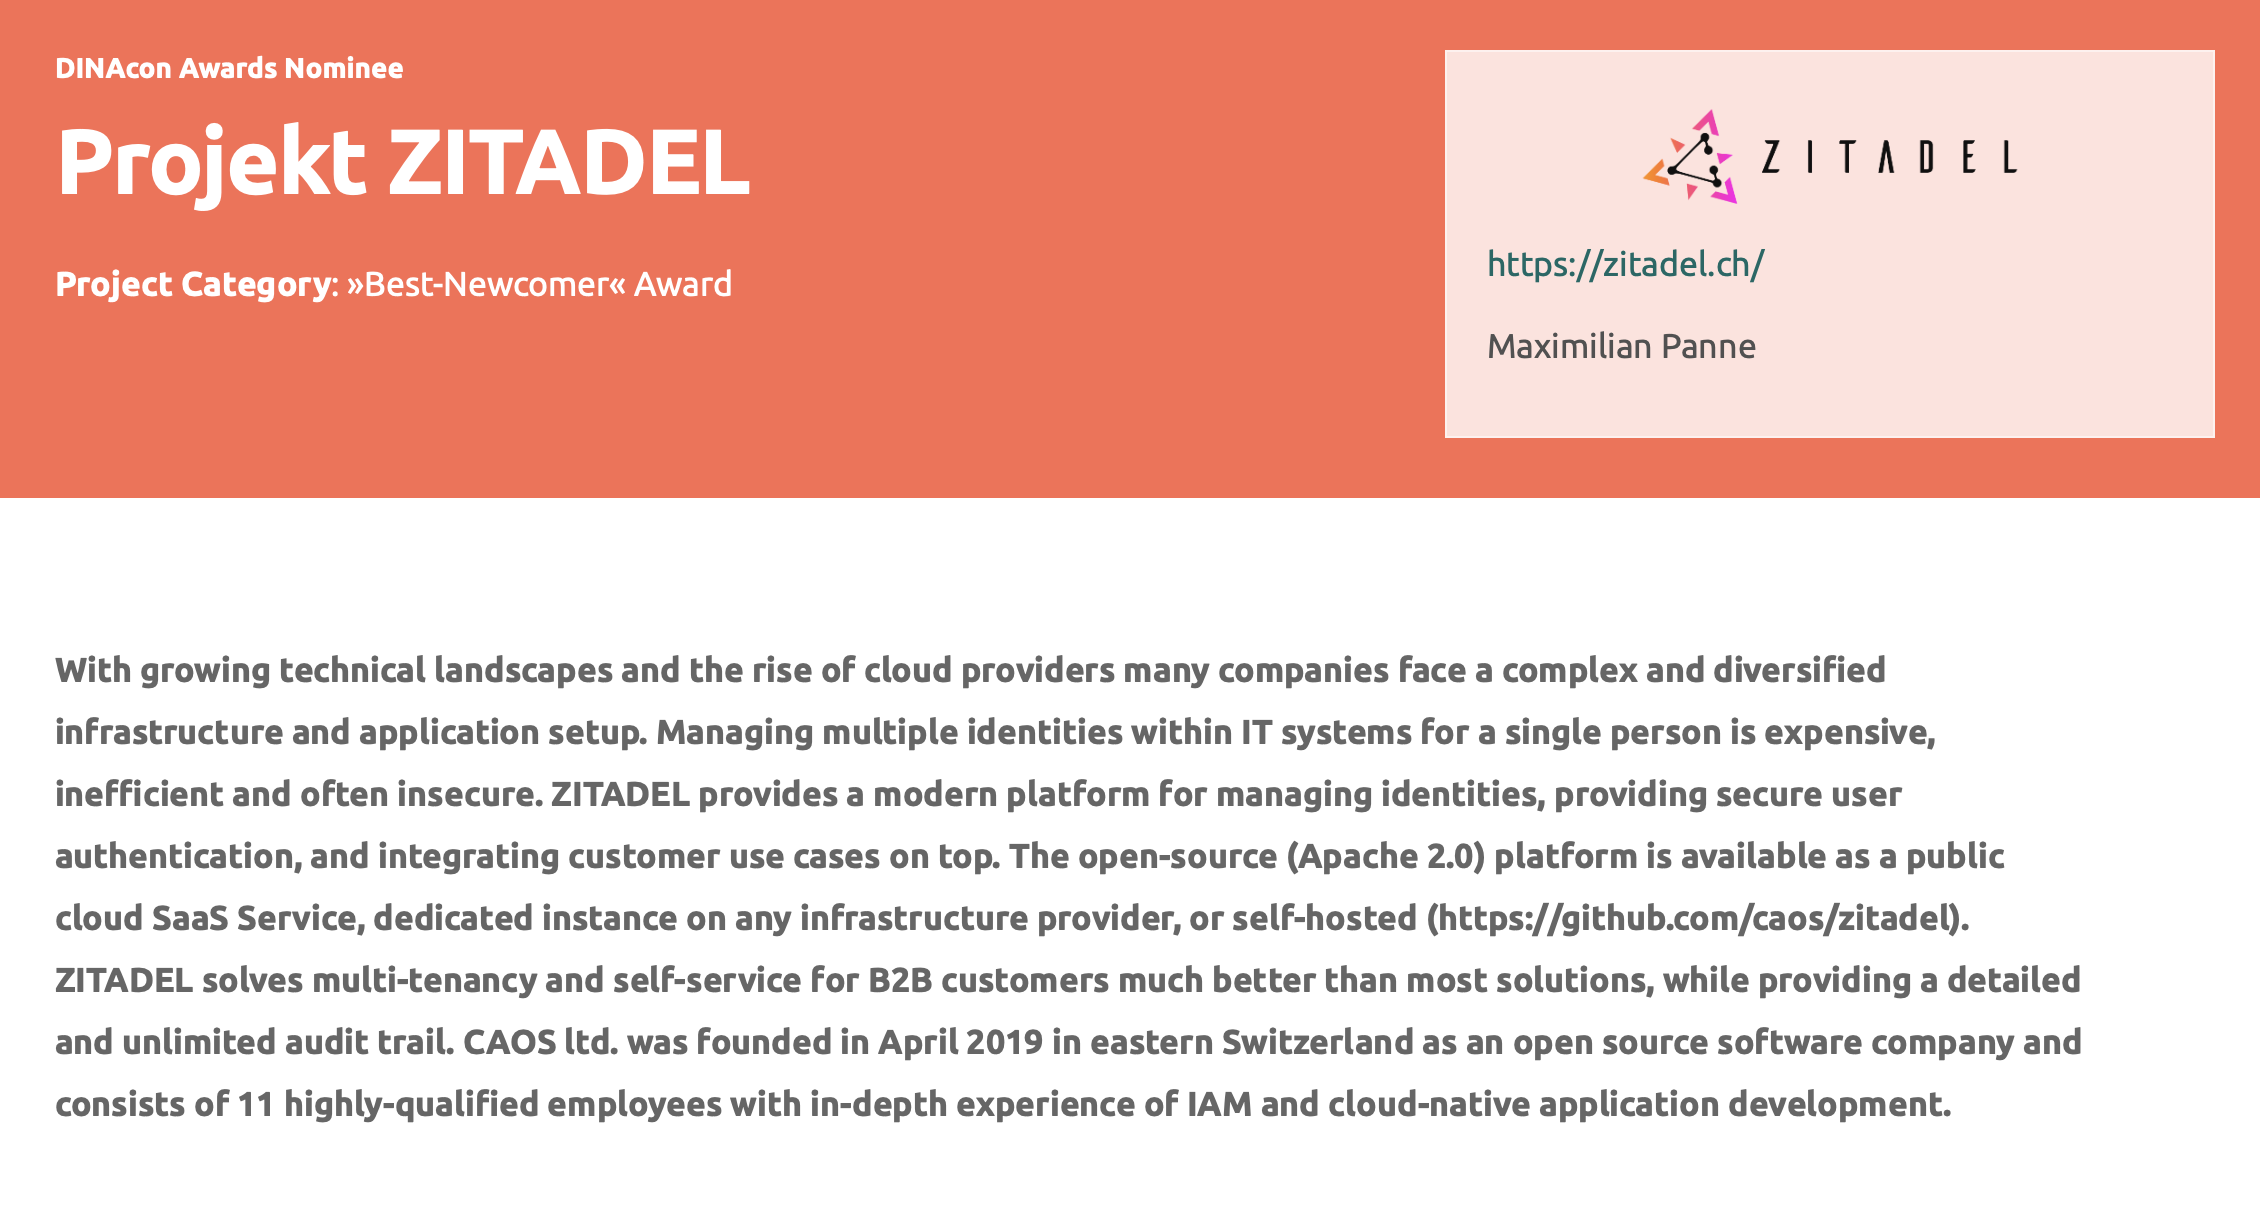 DINAcon Awards Nominee
Projekt ZITADEL
Project Category: »Best-Newcomer« Award
ZITADEL
https://zitadel.ch/
Maximilian Panne
With growing technical landscapes and the rise of cloud providers many companies face a complex and diversified
infrastructure and application setup. Managing multiple identities within IT systems for a single person is expensive,
inefficient and often insecure. ZITADEL provides a modern platform for managing identities, providing secure user
authentication, and integrating customer use cases on top. The open-source (Apache 2.0) platform is available as a public
cloud SaaS Service, dedicated instance on any infrastructure provider, or self-hosted (https://github.com/caos/zitadel).
ZITADEL solves multi-tenancy and self-service for B2B customers much better than most solutions, while providing a detailed
and unlimited audit trail. CAOS ltd. was founded in April 2019 in eastern Switzerland as an open source software company and
consists of 11 highly-qualified employees with in-depth experience of IAM and cloud-native application development.